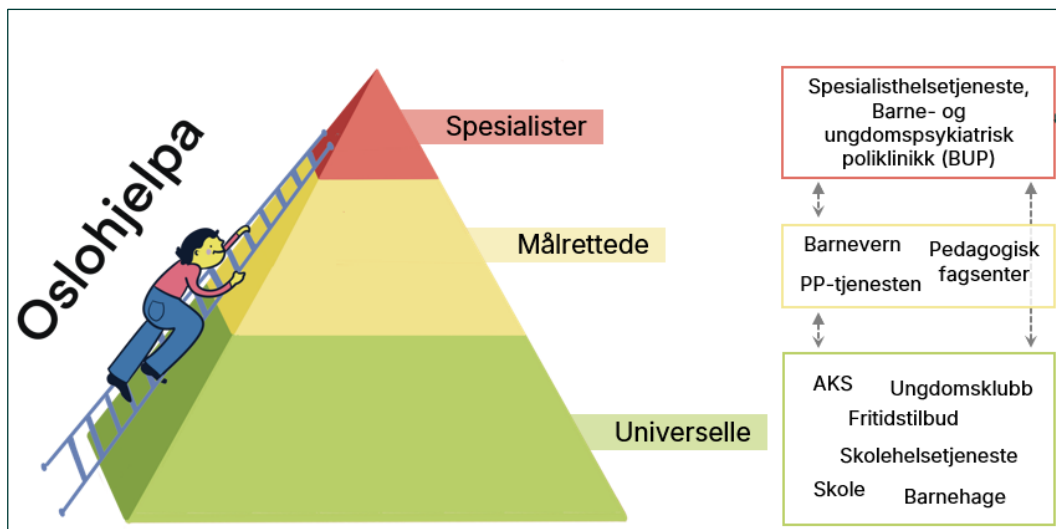 Oslohjelpa
Spesialister
Målrettede
Universelle
Spesialisthelsetjeneste,
Barne- og
ungdomspsykiatrisk
poliklinikk (BUP)
Barnevern
Pedagogisk
fagsenter
PP-tjenesten
AKS
Ungdomsklubb
Fritidstilbud
Skolehelsetjeneste
Skole
Barnehage